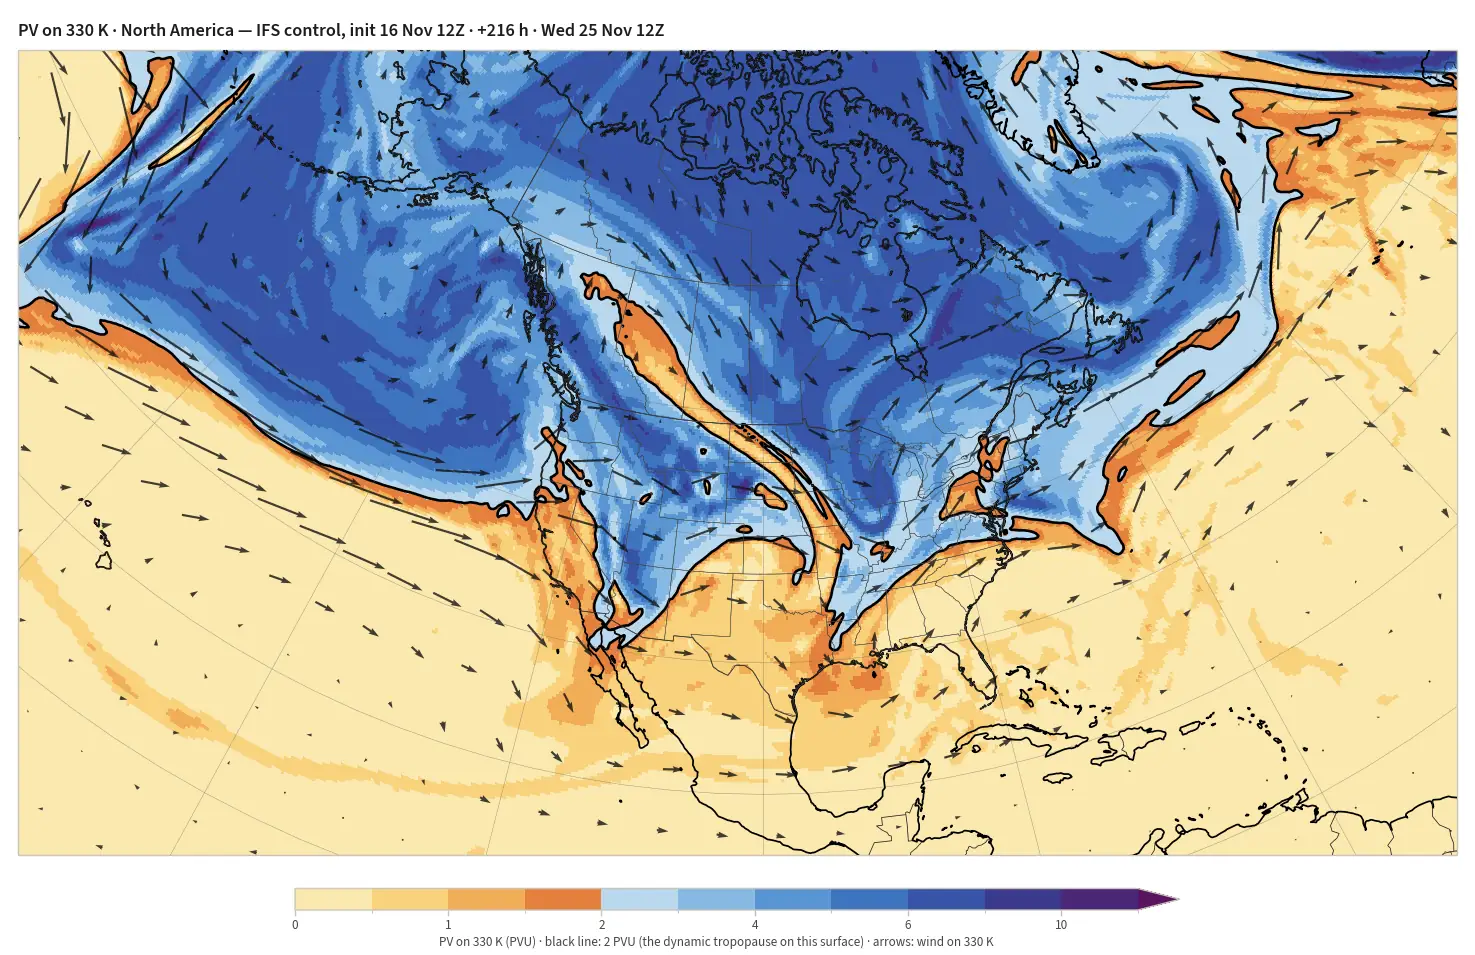 PV on 330 K · North America — IFS control, init 16 Nov 12Z · +216 h · Wed 25 Nov 12Z
0 1 2 4 6 10
PV on 330 K (PVU) · black line: 2 PVU (the dynamic tropopause on this surface) · arrows: wind on 330 K